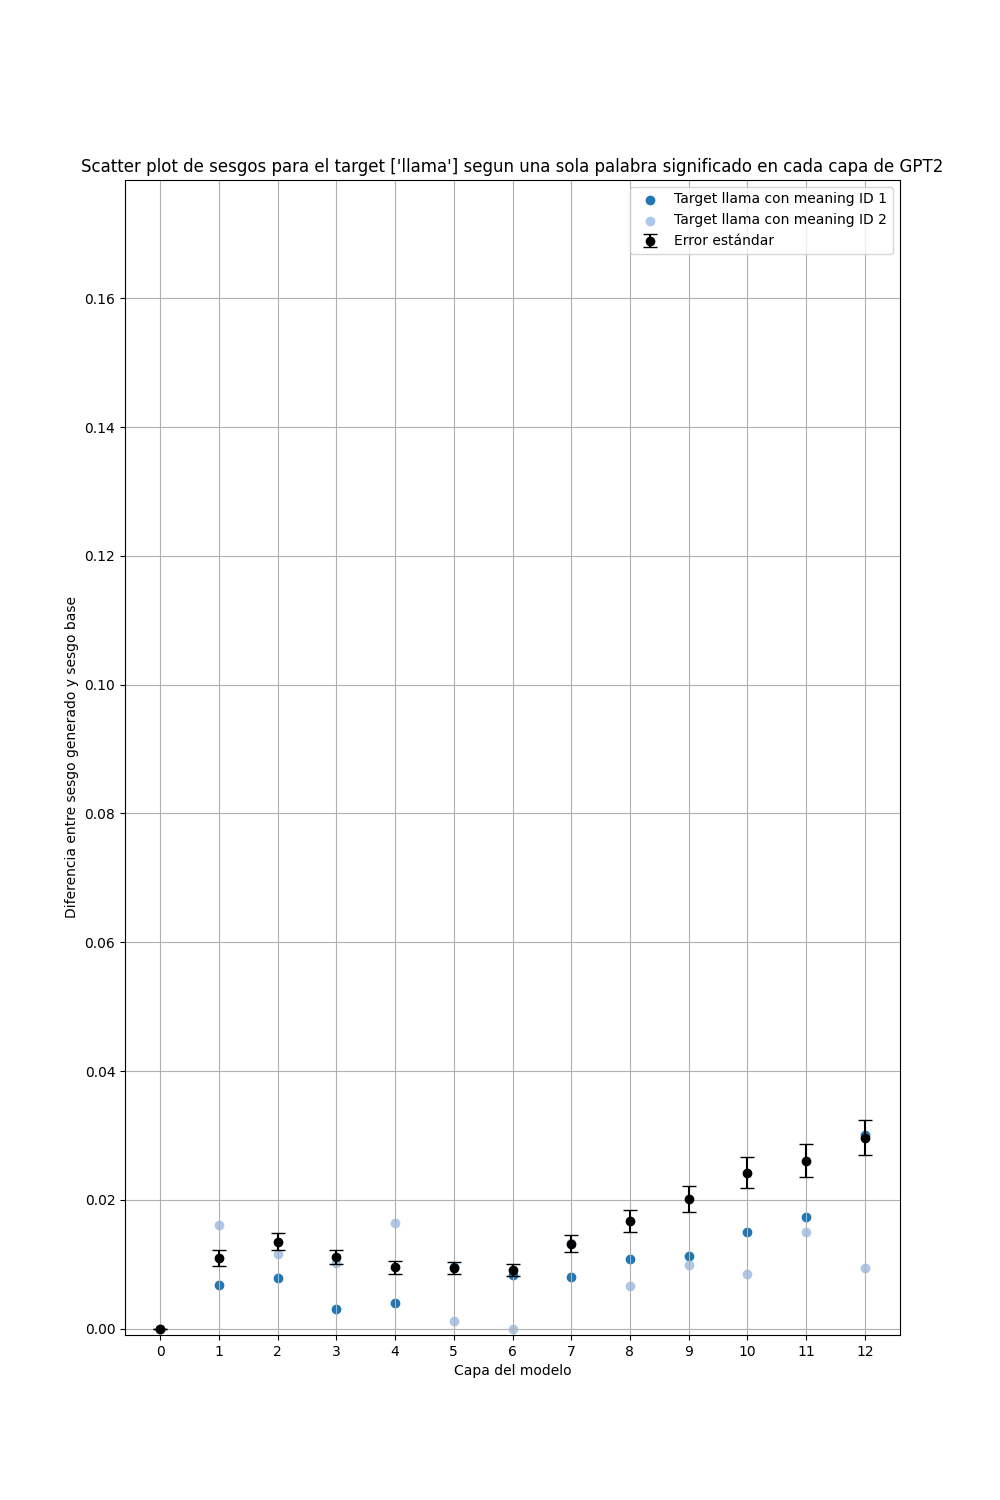 Scatter plot de sesgos para el target ['llama'] segun una sola palabra significado en cada capa de GPT2
Target llama con meaning ID 1
Target llama con meaning ID 2
Error estándar
Diferencia entre sesgo generado y sesgo base
0.16
0.14
0.12
0.10
0.08
0.06
0.04
0.02
0.00
0 1 2 3 4 5 6 7 8 9 10 11 12
Capa del modelo